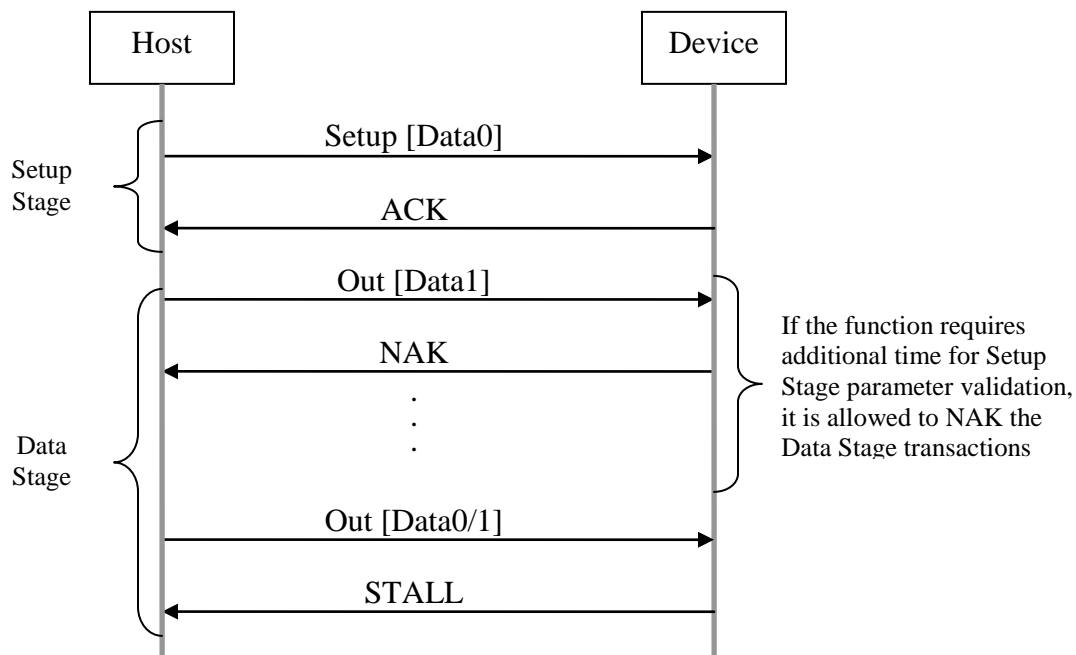 Host
Device
Setup [Data0]
Setup
Stage
ACK
Out [Data1]
NAK
.
.
.
If the function requires
additional time for Setup
Stage parameter validation,
it is allowed to NAK the
Data Stage transactions
Data
Stage
Out [Data0/1]
STALL